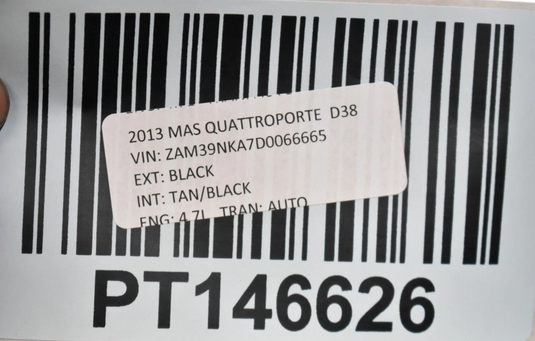 2013 MAS QUATTROPORTE D38
VIN: ZAM39NKA7D0066665
EXT: BLACK
INT: TAN/BLACK
ENG: 4.7L TRAN: AUTO
PT146626